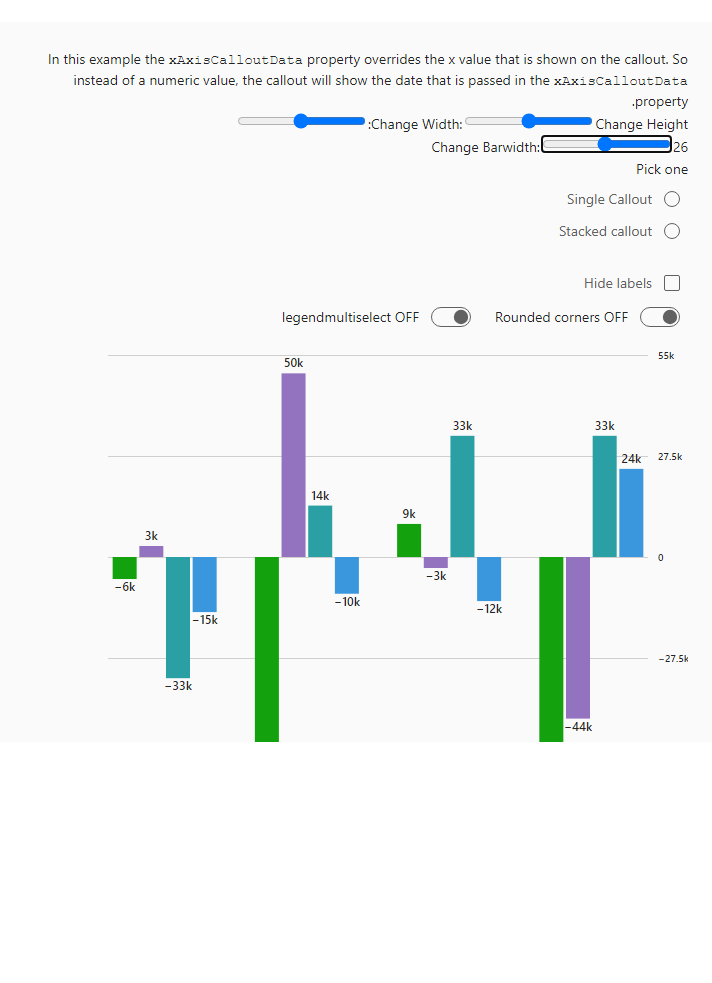 In this example the xAxisCalloutData property overrides the x value that is shown on the callout. So
instead of a numeric value, the callout will show the date that is passed in the xAxisCalloutData
.property
:Change Width: Change Height
Change Barwidth: 26
Pick one
Single Callout
Stacked callout
Hide labels
legendmultiselect OFF Rounded corners OFF
55k
50k
33k
33k
27.5k
24k
14k
9k
3k
0
−3k
−6k
−10k
−12k
−15k
−27.5k
−33k
−44k